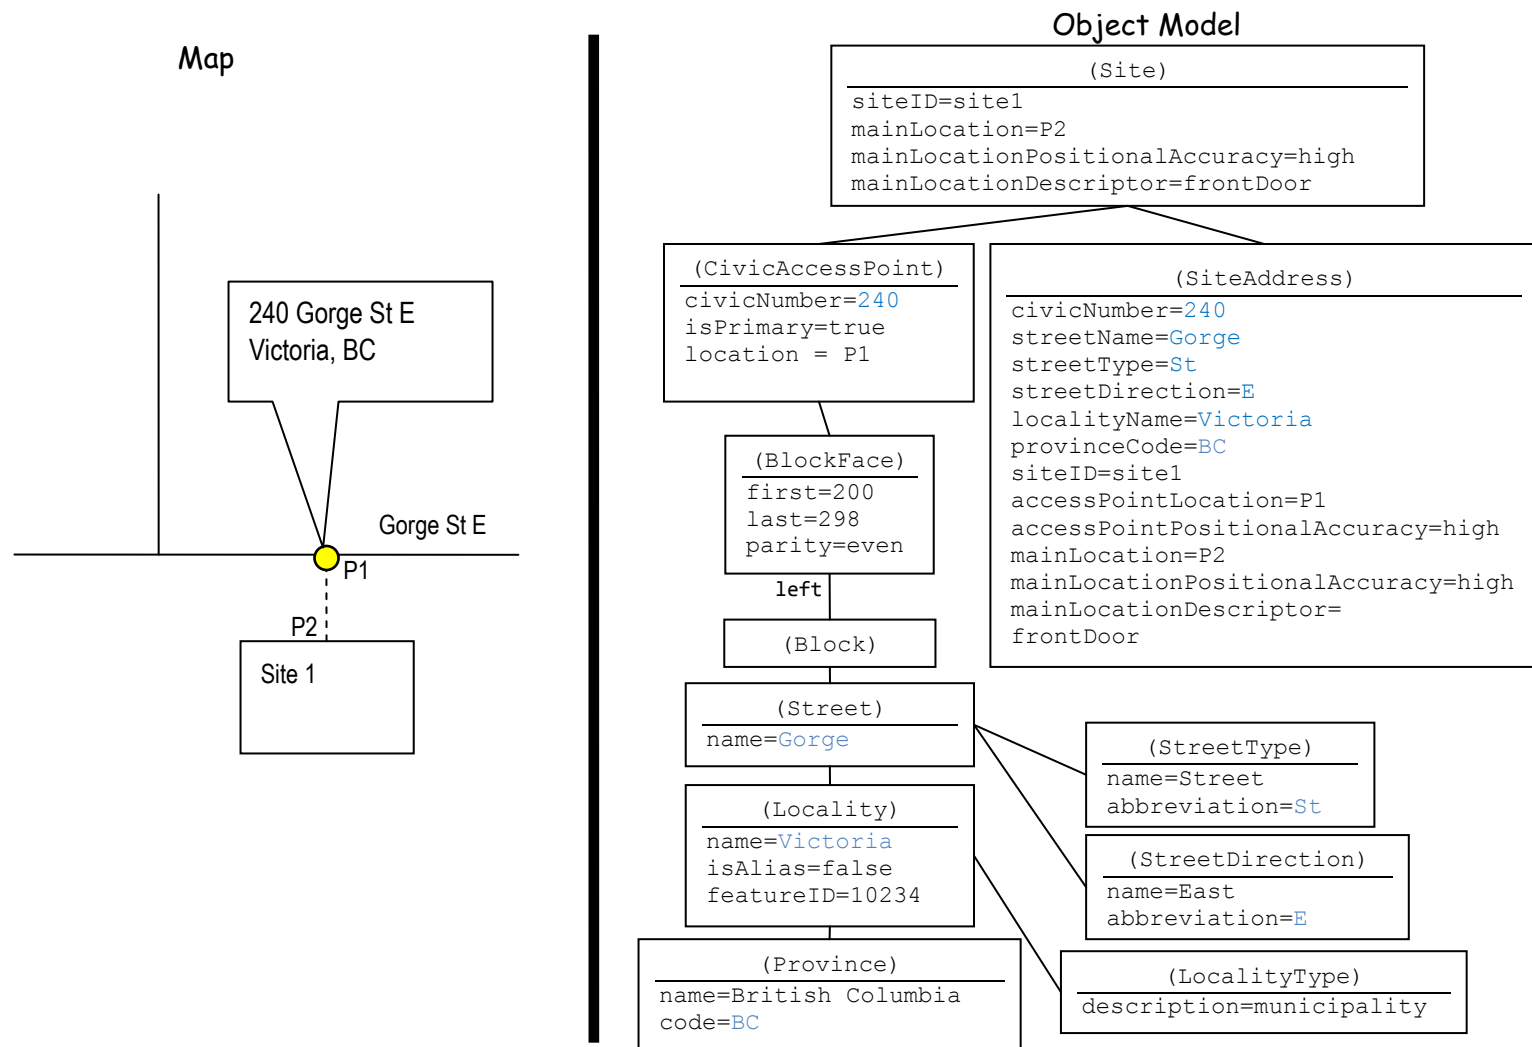 Map
240 Gorge St E
Victoria, BC
Gorge St E
P1
P2
Site 1
Object Model
(Site)
siteID=site1
mainLocation=P2
mainLocationPositionalAccuracy=high
mainLocationDescriptor=frontDoor
(CivicAccessPoint)
civicNumber=240
isPrimary=true
location = P1
(SiteAddress)
civicNumber=240
streetName=Gorge
streetType=St
streetDirection=E
localityName=Victoria
provinceCode=BC
siteID=site1
accessPointLocation=P1
accessPointPositionalAccuracy=high
mainLocation=P2
mainLocationPositionalAccuracy=high
mainLocationDescriptor=
frontDoor
(BlockFace)
first=200
last=298
parity=even
left
(Block)
(Street)
name=Gorge
(StreetType)
name=Street
abbreviation=St
(Locality)
name=Victoria
isAlias=false
featureID=10234
(StreetDirection)
name=East
abbreviation=E
(Province)
name=British Columbia
code=BC
(LocalityType)
description=municipality